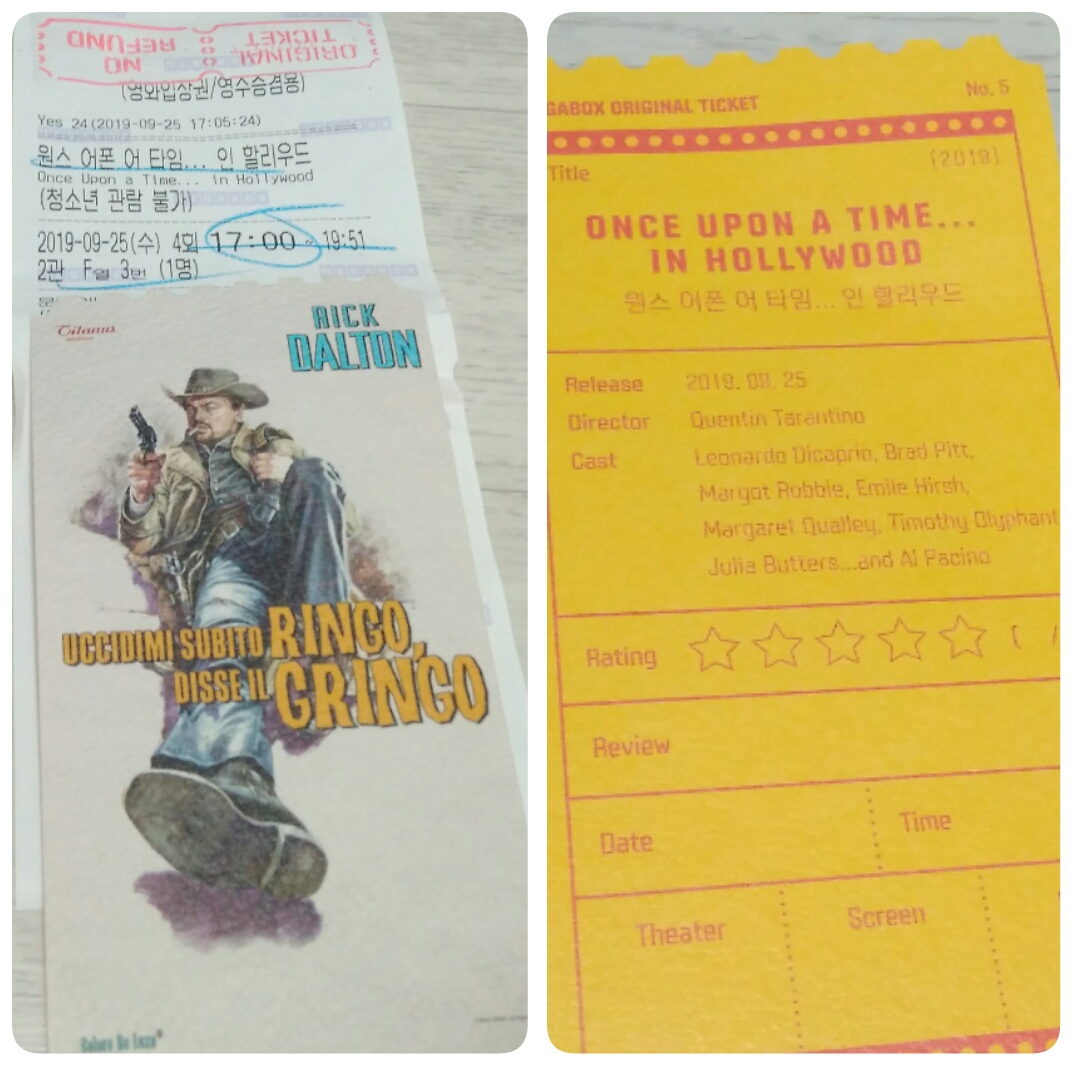 ORIGINAL TICKET
NO REFUND
(영화입장권/영수증겸용)
Yes 24(2019-09-25 17:05:24)
원스 어폰 어 타임... 인 할리우드
Once Upon a Time... in Hollywood
(청소년 관람 불가)
2019-09-25(수) 4회 17:00 ~ 19:51
2관 F열 3번 (1명)
Titanus
RICK
DALTON
UCCIDIMI SUBITO RINGO,
DISSE IL GRINGO
GABOX ORIGINAL TICKET
No. 5
Title
(2019)
ONCE UPON A TIME...
IN HOLLYWOOD
원스 어폰 어 타임... 인 할리우드
Release 2019. 09. 25
Director Quentin Tarantino
Cast Leonardo Dicaprio, Brad Pitt,
Margot Robbie, Emile Hirsh,
Margaret Qualley, Timothy Olyphant
Julia Butters...and Al Pacino
Rating
Review
Date Time
Theater Screen